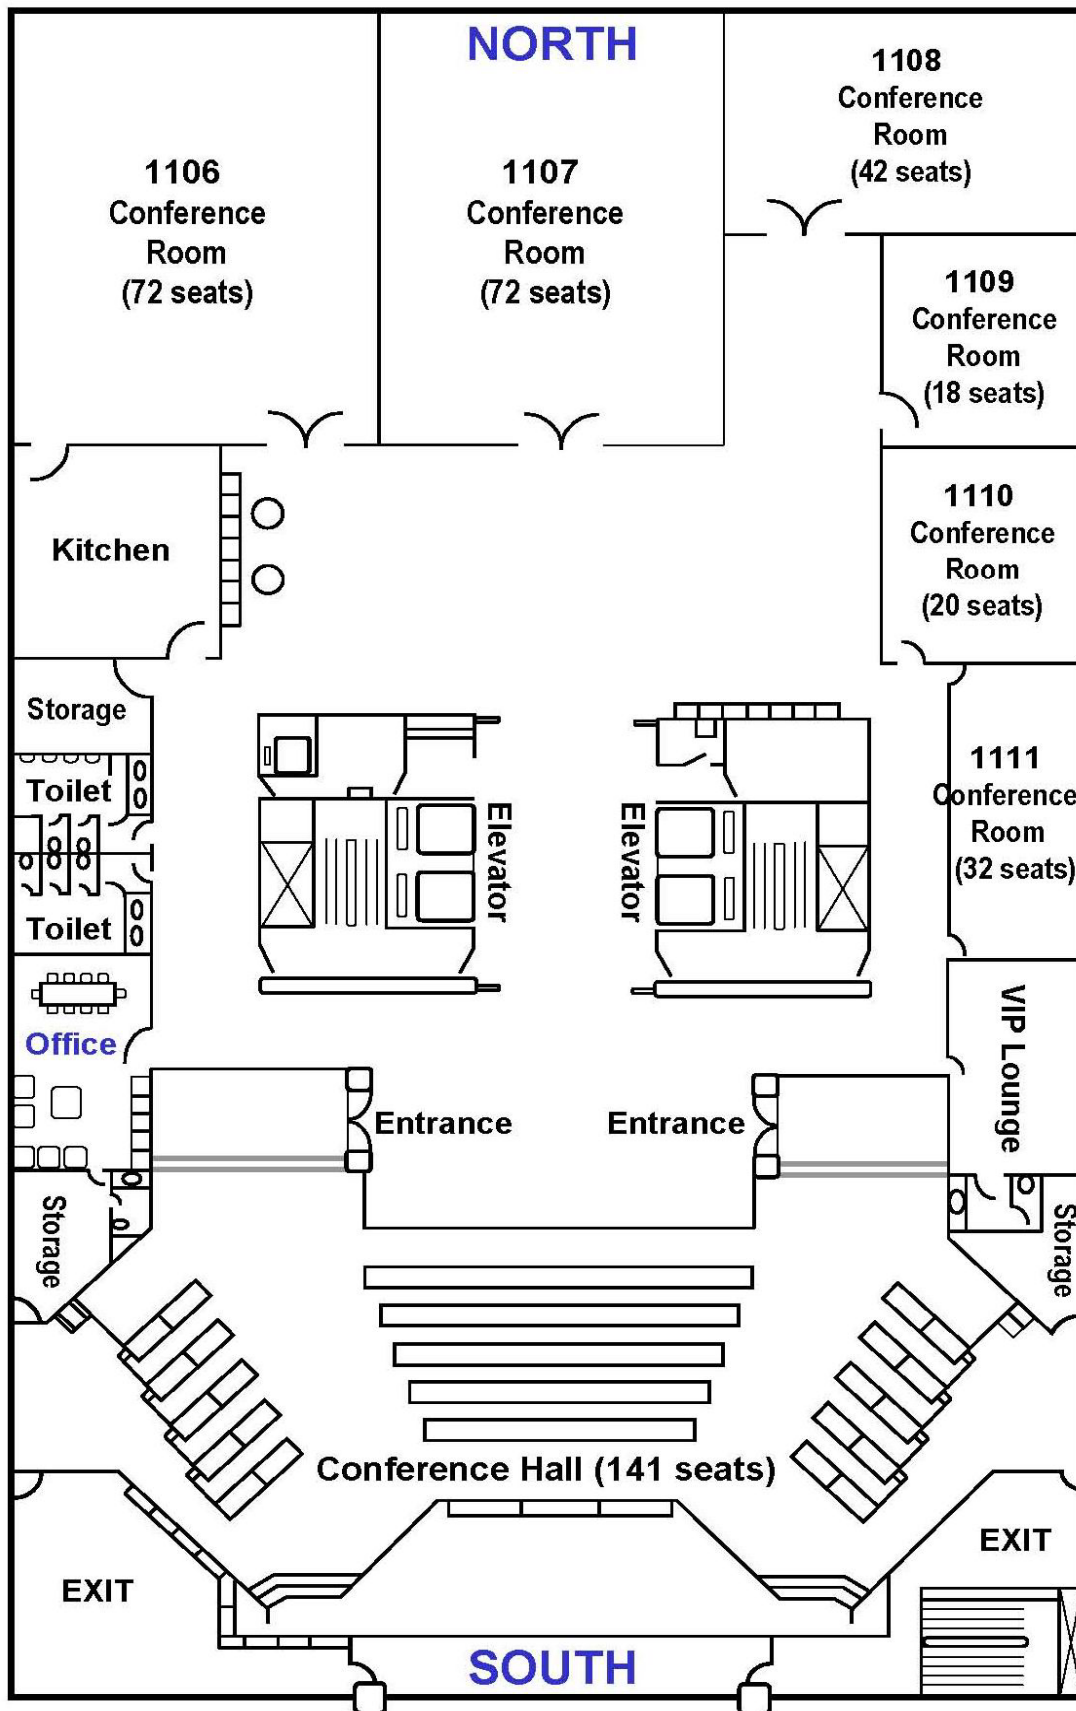 NORTH
1106
Conference
Room
(72 seats)
1107
Conference
Room
(72 seats)
1108
Conference
Room
(42 seats)
1109
Conference
Room
(18 seats)
1110
Conference
Room
(20 seats)
Kitchen
Storage
Toilet
Toilet
Elevator
Elevator
1111
Conference
Room
(32 seats)
Office
VIP Lounge
Entrance
Entrance
Storage
Storage
Conference Hall (141 seats)
EXIT
EXIT
SOUTH